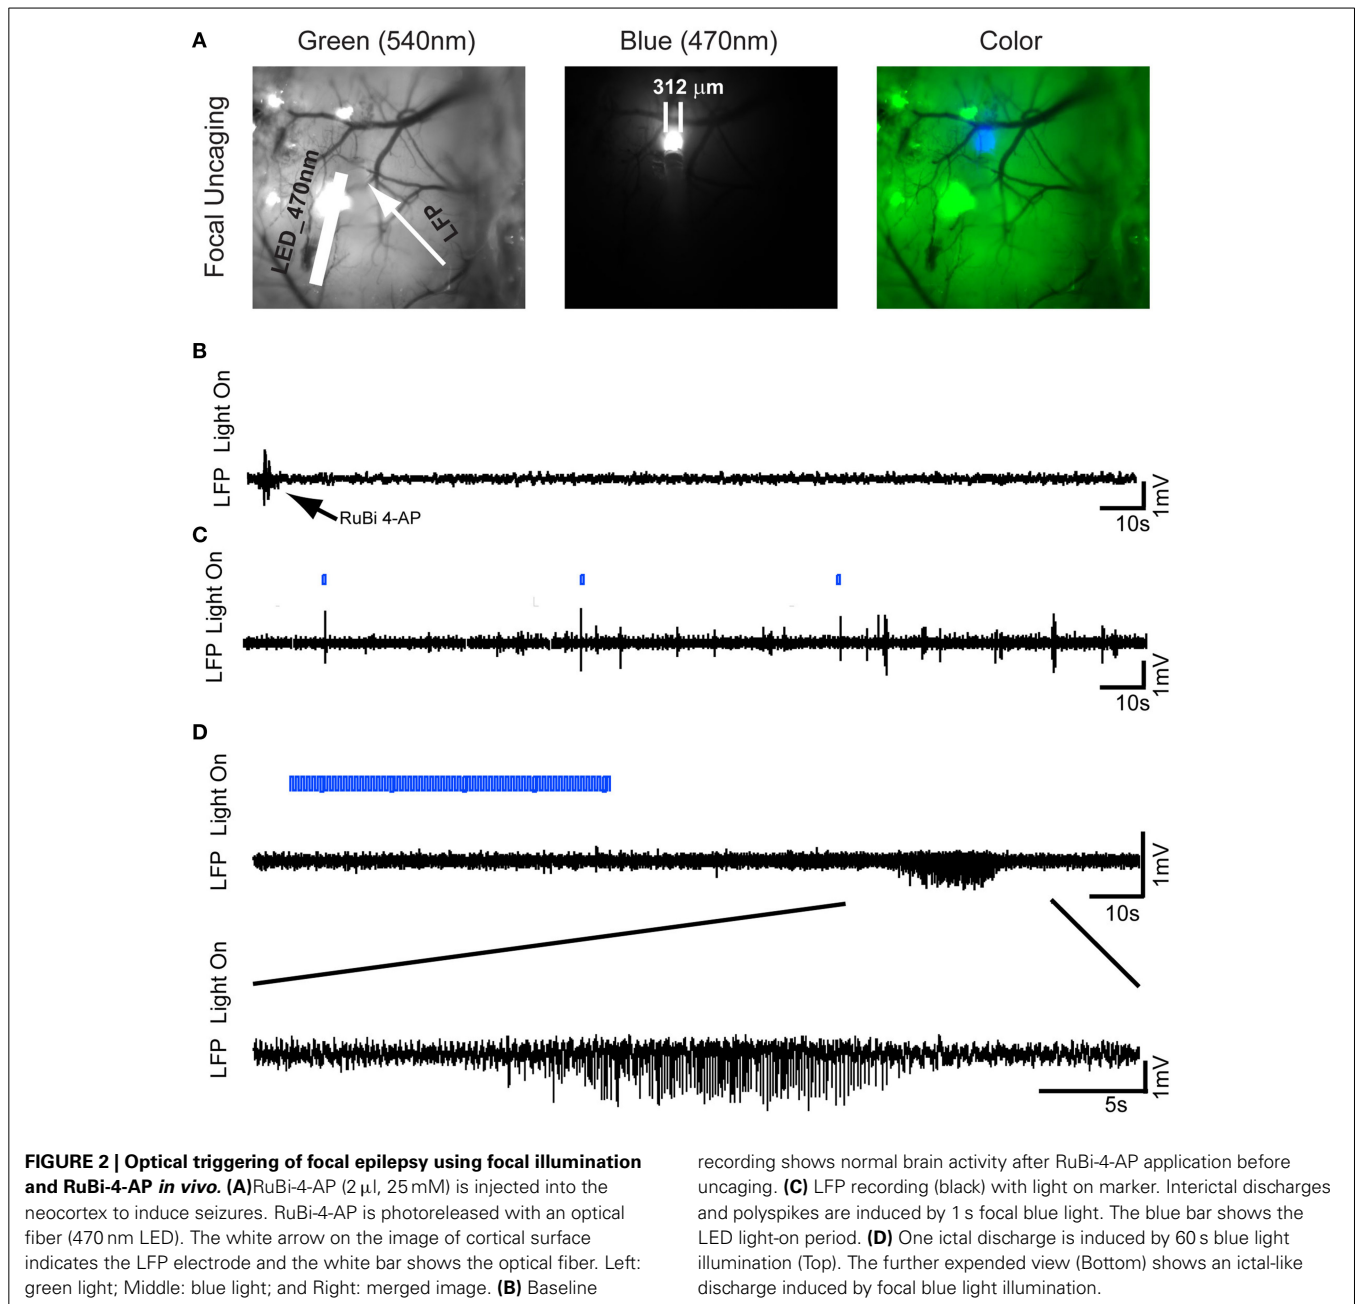 A
Green (540nm)
Blue (470nm)
Color
Focal Uncaging
LED_470nm
LFP
312 μm
B
LFP Light On
RuBi 4-AP
1mV
10s
C
LFP Light On
1mV
10s
D
LFP Light On
1mV
10s
LFP Light On
1mV
5s
FIGURE 2 | Optical triggering of focal epilepsy using focal illumination
and RuBi-4-AP in vivo. (A)RuBi-4-AP (2 μl, 25 mM) is injected into the
neocortex to induce seizures. RuBi-4-AP is photoreleased with an optical
fiber (470 nm LED). The white arrow on the image of cortical surface
indicates the LFP electrode and the white bar shows the optical fiber. Left:
green light; Middle: blue light; and Right: merged image. (B) Baseline
recording shows normal brain activity after RuBi-4-AP application before
uncaging. (C) LFP recording (black) with light on marker. Interictal discharges
and polyspikes are induced by 1 s focal blue light. The blue bar shows the
LED light-on period. (D) One ictal discharge is induced by 60 s blue light
illumination (Top). The further expended view (Bottom) shows an ictal-like
discharge induced by focal blue light illumination.